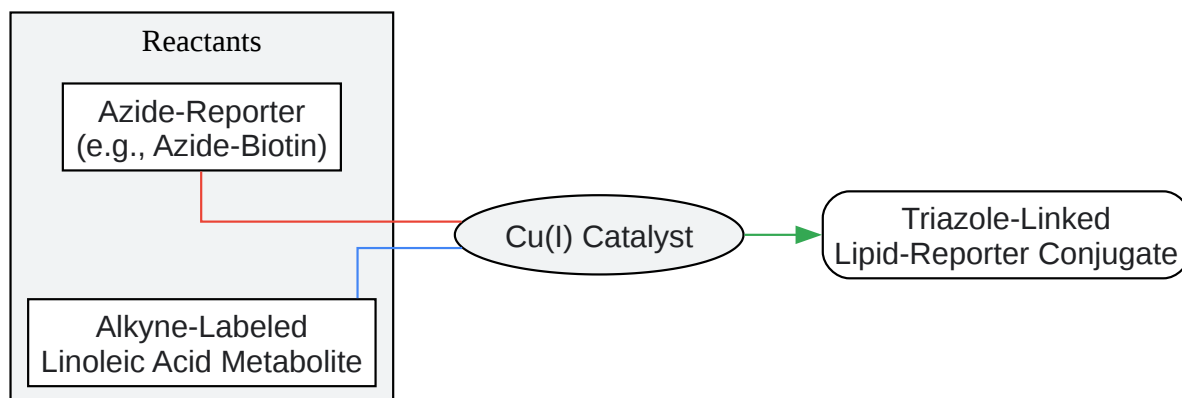 Reactants
Azide-Reporter
(e.g., Azide-Biotin)
Alkyne-Labeled
Linoleic Acid Metabolite
Cu(I) Catalyst
Triazole-Linked
Lipid-Reporter Conjugate